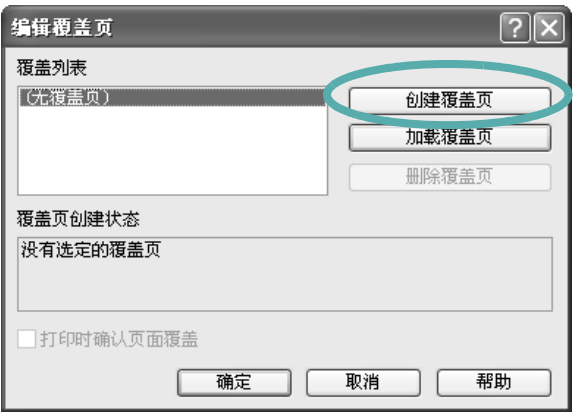 编辑覆盖页
覆盖列表
(无覆盖页)
创建覆盖页
加载覆盖页
删除覆盖页
覆盖页创建状态
没有选定的覆盖页
打印时确认页面覆盖
确定
取消
帮助